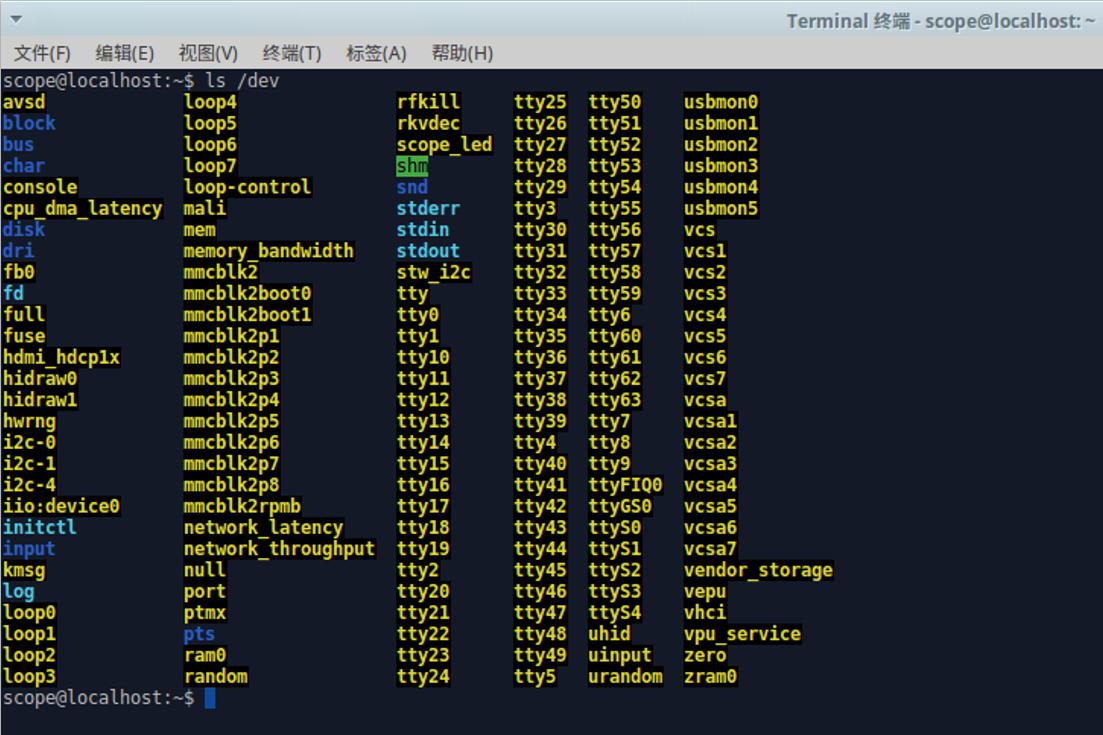 Terminal 终端 - scope@localhost: ~
文件(F) 编辑(E) 视图(V) 终端(T) 标签(A) 帮助(H)
scope@localhost:~$ ls /dev
avsd loop4 rfkill tty25 tty50 usbmon0
block loop5 rkvdec tty26 tty51 usbmon1
bus loop6 scope_led tty27 tty52 usbmon2
char loop7 shm tty28 tty53 usbmon3
console loop-control snd tty29 tty54 usbmon4
cpu_dma_latency mali stderr tty3 tty55 usbmon5
disk mem stdin tty30 tty56 vcs
dri memory_bandwidth stdout tty31 tty57 vcs1
fb0 mmcblk2 stw_i2c tty32 tty58 vcs2
fd mmcblk2boot0 tty tty33 tty59 vcs3
full mmcblk2boot1 tty0 tty34 tty6 vcs4
fuse mmcblk2p1 tty1 tty35 tty60 vcs5
hdmi_hdcp1x mmcblk2p2 tty10 tty36 tty61 vcs6
hidraw0 mmcblk2p3 tty11 tty37 tty62 vcs7
hidraw1 mmcblk2p4 tty12 tty38 tty63 vcsa
hwrng mmcblk2p5 tty13 tty39 tty7 vcsa1
i2c-0 mmcblk2p6 tty14 tty4 tty8 vcsa2
i2c-1 mmcblk2p7 tty15 tty40 tty9 vcsa3
i2c-4 mmcblk2p8 tty16 tty41 ttyFIQ0 vcsa4
iio:device0 mmcblk2rpmb tty17 tty42 ttyGS0 vcsa5
initctl network_latency tty18 tty43 ttyS0 vcsa6
input network_throughput tty19 tty44 ttyS1 vcsa7
kmsg null tty2 tty45 ttyS2 vendor_storage
log port tty20 tty46 ttyS3 vepu
loop0 ptmx tty21 tty47 ttyS4 vhci
loop1 pts tty22 tty48 uhid vpu_service
loop2 ram0 tty23 tty49 uinput zero
loop3 random tty24 tty5 urandom zram0
scope@localhost:~$